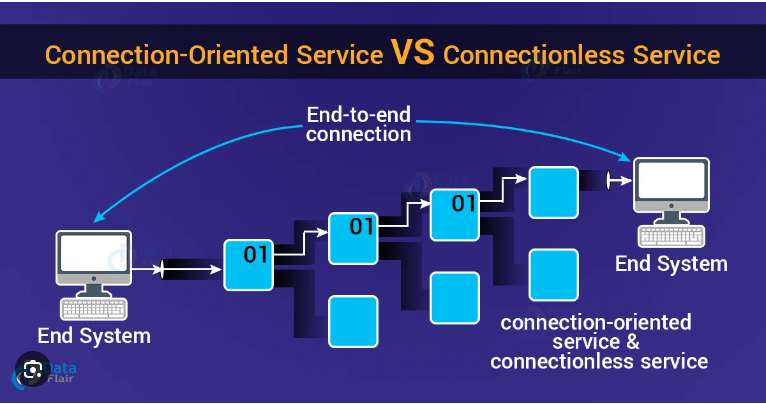 Connection-Oriented Service VS Connectionless Service
End-to-end
connection
01
01
01
01
End System
End System
connection-oriented
service &
connectionless service
Data
Flair